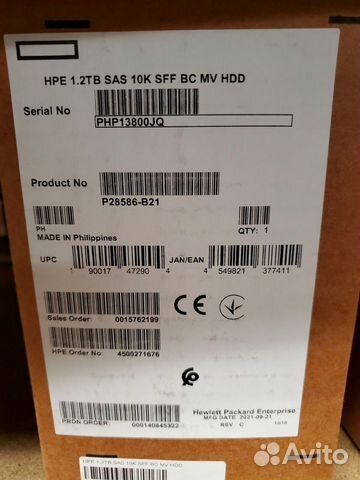 HPE 1.2TB SAS 10K SFF BC MV HDD
Serial No
PHP13800JQ
Product No
P28586-B21
PH
QTY: 1
MADE IN Philippines
UPC
1 90017 47290 4
JAN/EAN
4 549821 377411
Sales Order: 0015762199
CE
HPE Order No: 4500271676
Hewlett Packard Enterprise
MFG DATE 2021-09-21
PRDN ORDER: 000140845322
REV C
HPE 1.2TB SAS 10K SFF BC MV HDD
Avito